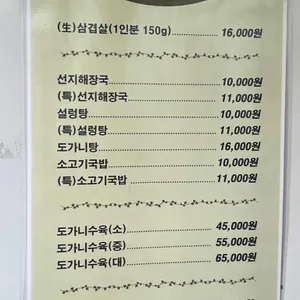 (生)삼겹살(1인분 150g) 16,000원
선지해장국 10,000원
(특)선지해장국 11,000원
설렁탕 10,000원
(특)설렁탕 11,000원
도가니탕 16,000원
소고기국밥 10,000원
(특)소고기국밥 11,000원
도가니수육(소) 45,000원
도가니수육(중) 55,000원
도가니수육(대) 65,000원